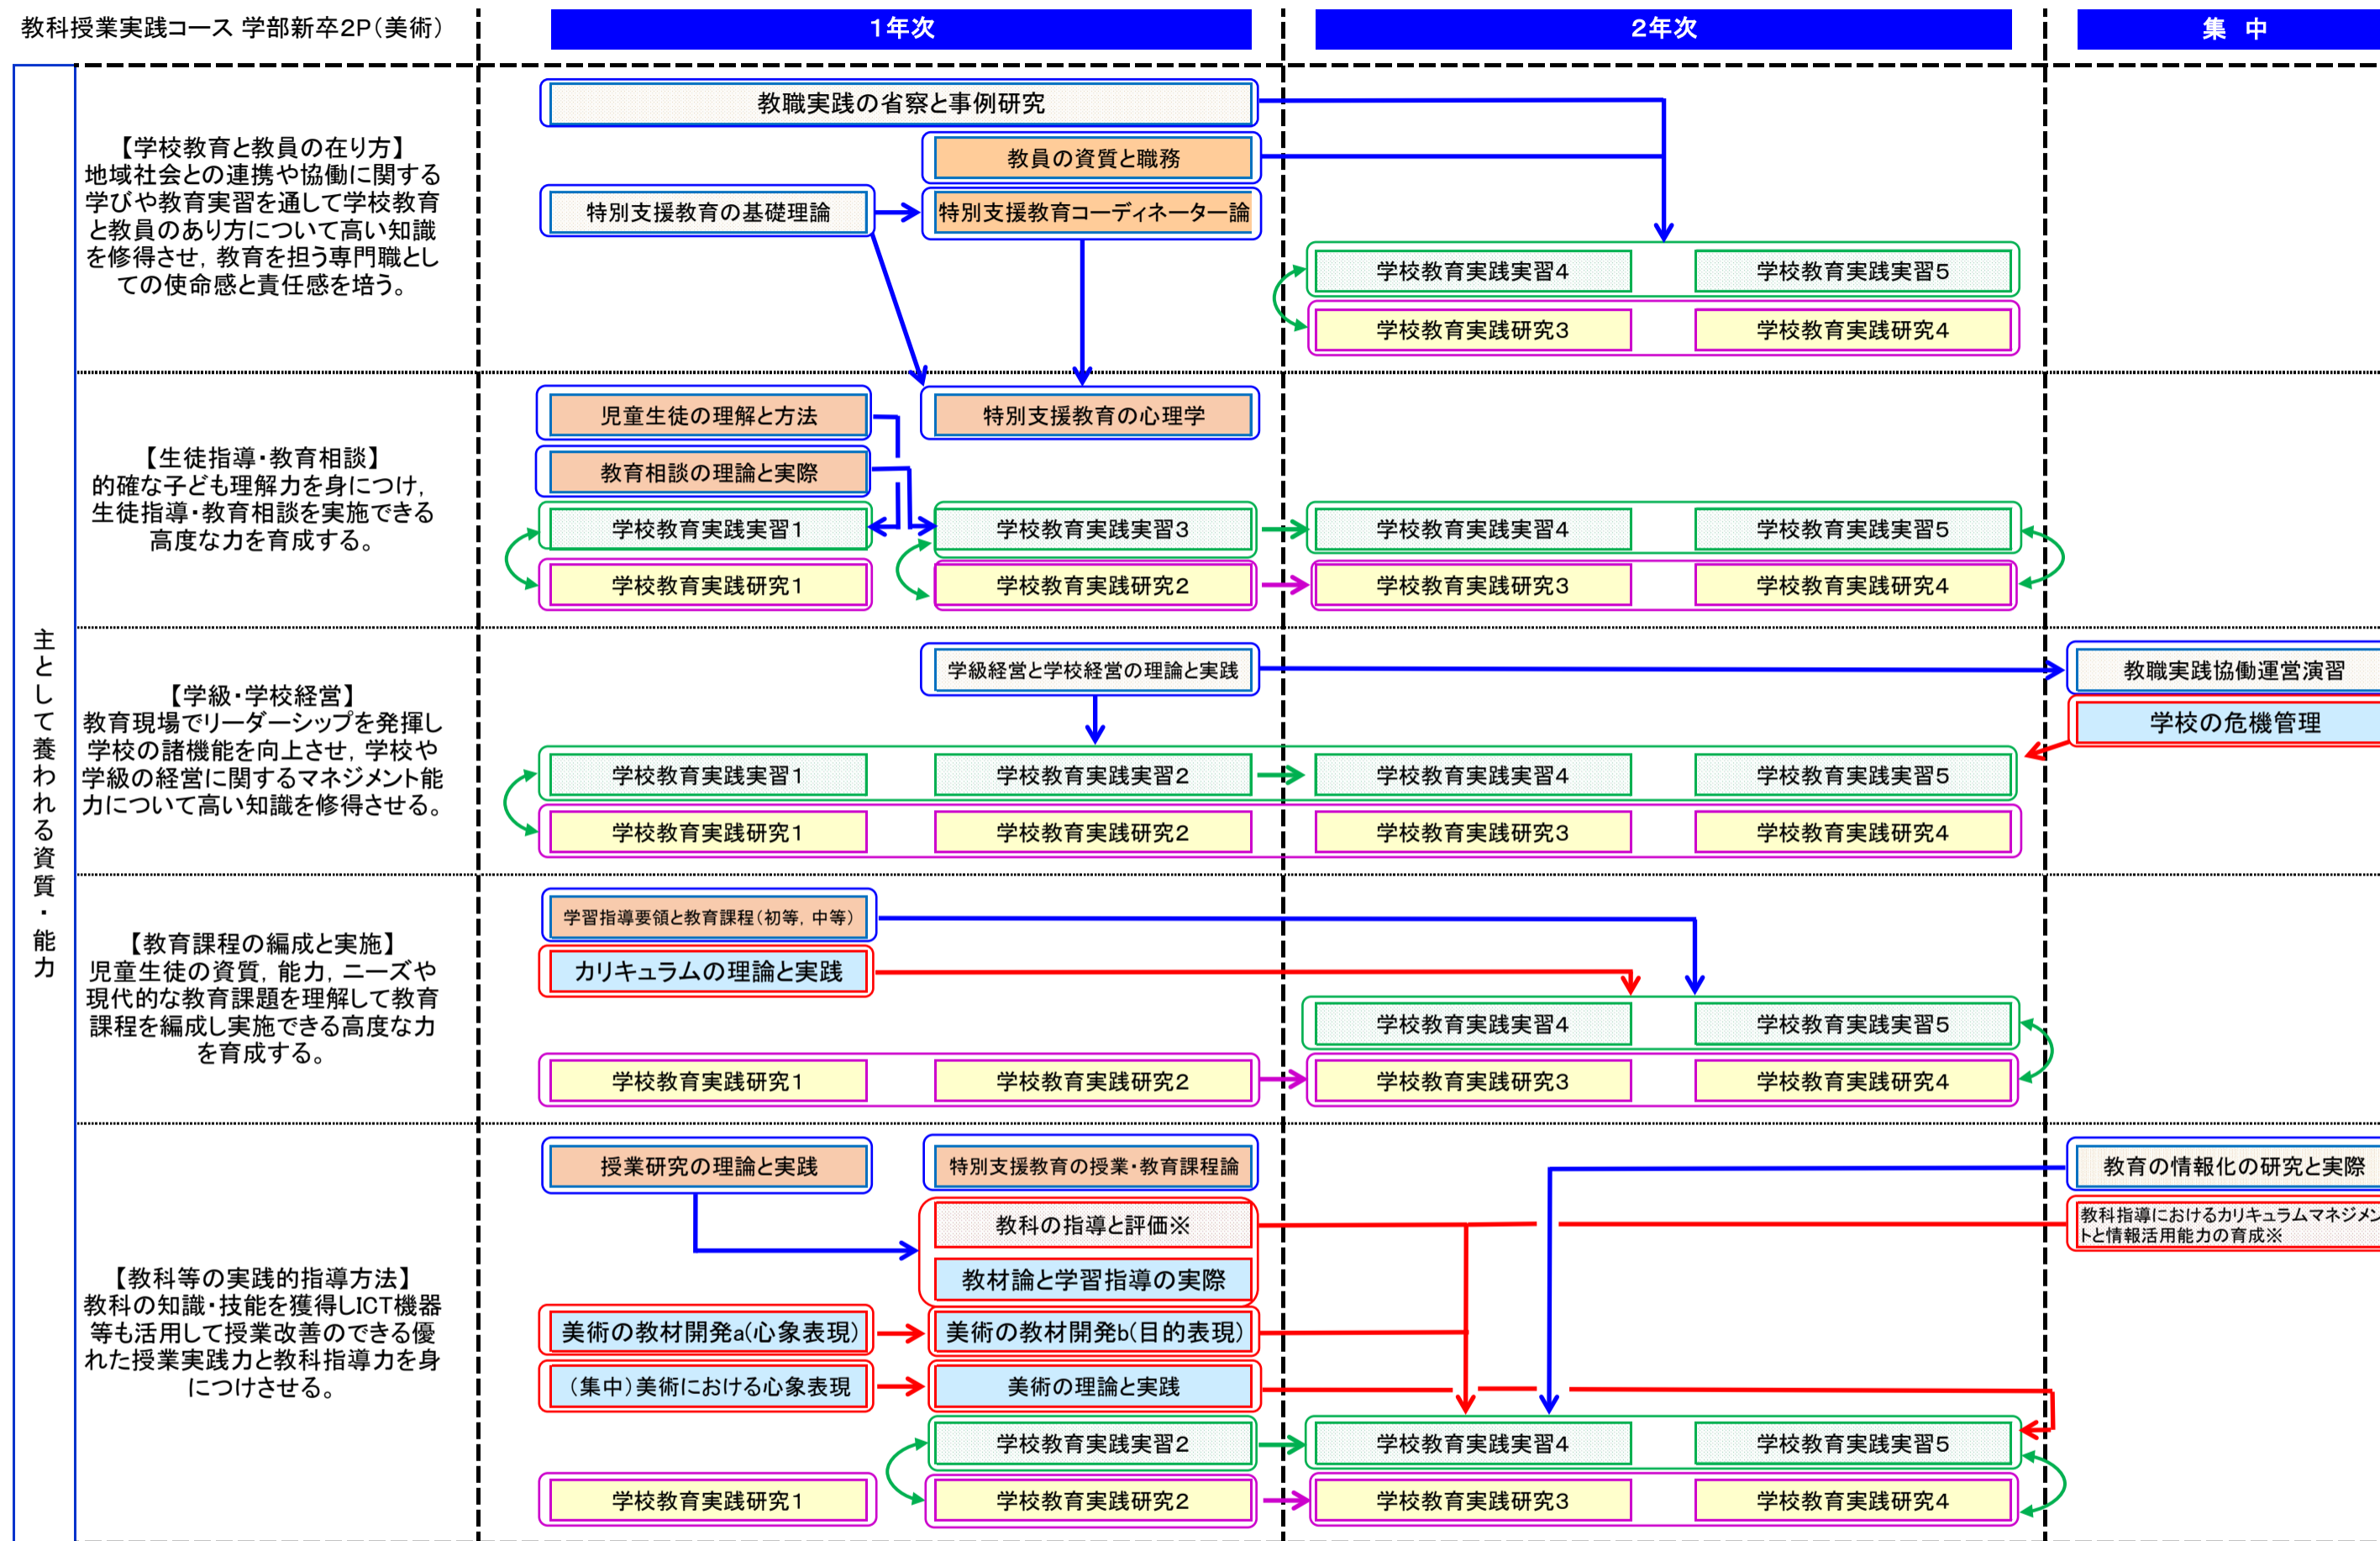 教科授業実践コース 学部新卒2P（美術）
1年次
2年次
集 中
主として養われる資質・能力
【学校教育と教員の在り方】
地域社会との連携や協働に関する
学びや教育実習を通して学校教育
と教員のあり方について高い知識
を修得させ，教育を担う専門職とし
ての使命感と責任感を培う。
教職実践の省察と事例研究
教員の資質と職務
特別支援教育の基礎理論
特別支援教育コーディネーター論
学校教育実践実習4
学校教育実践実習5
学校教育実践研究3
学校教育実践研究4
【生徒指導・教育相談】
的確な子ども理解力を身につけ，
生徒指導・教育相談を実施できる
高度な力を育成する。
児童生徒の理解と方法
特別支援教育の心理学
教育相談の理論と実際
学校教育実践実習1
学校教育実践実習3
学校教育実践実習4
学校教育実践実習5
学校教育実践研究1
学校教育実践研究2
学校教育実践研究3
学校教育実践研究4
【学級・学校経営】
教育現場でリーダーシップを発揮し
学校の諸機能を向上させ，学校や
学級の経営に関するマネジメント能
力について高い知識を修得させる。
学級経営と学校経営の理論と実践
教職実践協働運営演習
学校の危機管理
学校教育実践実習1
学校教育実践実習2
学校教育実践実習4
学校教育実践実習5
学校教育実践研究1
学校教育実践研究2
学校教育実践研究3
学校教育実践研究4
【教育課程の編成と実施】
児童生徒の資質，能力，ニーズや
現代的な教育課題を理解して教育
課程を編成し実施できる高度な力
を育成する。
学習指導要領と教育課程（初等，中等）
カリキュラムの理論と実践
学校教育実践実習4
学校教育実践実習5
学校教育実践研究1
学校教育実践研究2
学校教育実践研究3
学校教育実践研究4
【教科等の実践的指導方法】
教科の知識・技能を獲得しICT機器
等も活用して授業改善のできる優
れた授業実践力と教科指導力を身
につけさせる。
授業研究の理論と実践
特別支援教育の授業・教育課程論
教育の情報化の研究と実際
教科の指導と評価※
教科指導におけるカリキュラムマネジメン
トと情報活用能力の育成※
教材論と学習指導の実際
美術の教材開発a（心象表現）
美術の教材開発b（目的表現）
（集中）美術における心象表現
美術の理論と実践
学校教育実践実習2
学校教育実践実習4
学校教育実践実習5
学校教育実践研究1
学校教育実践研究2
学校教育実践研究3
学校教育実践研究4